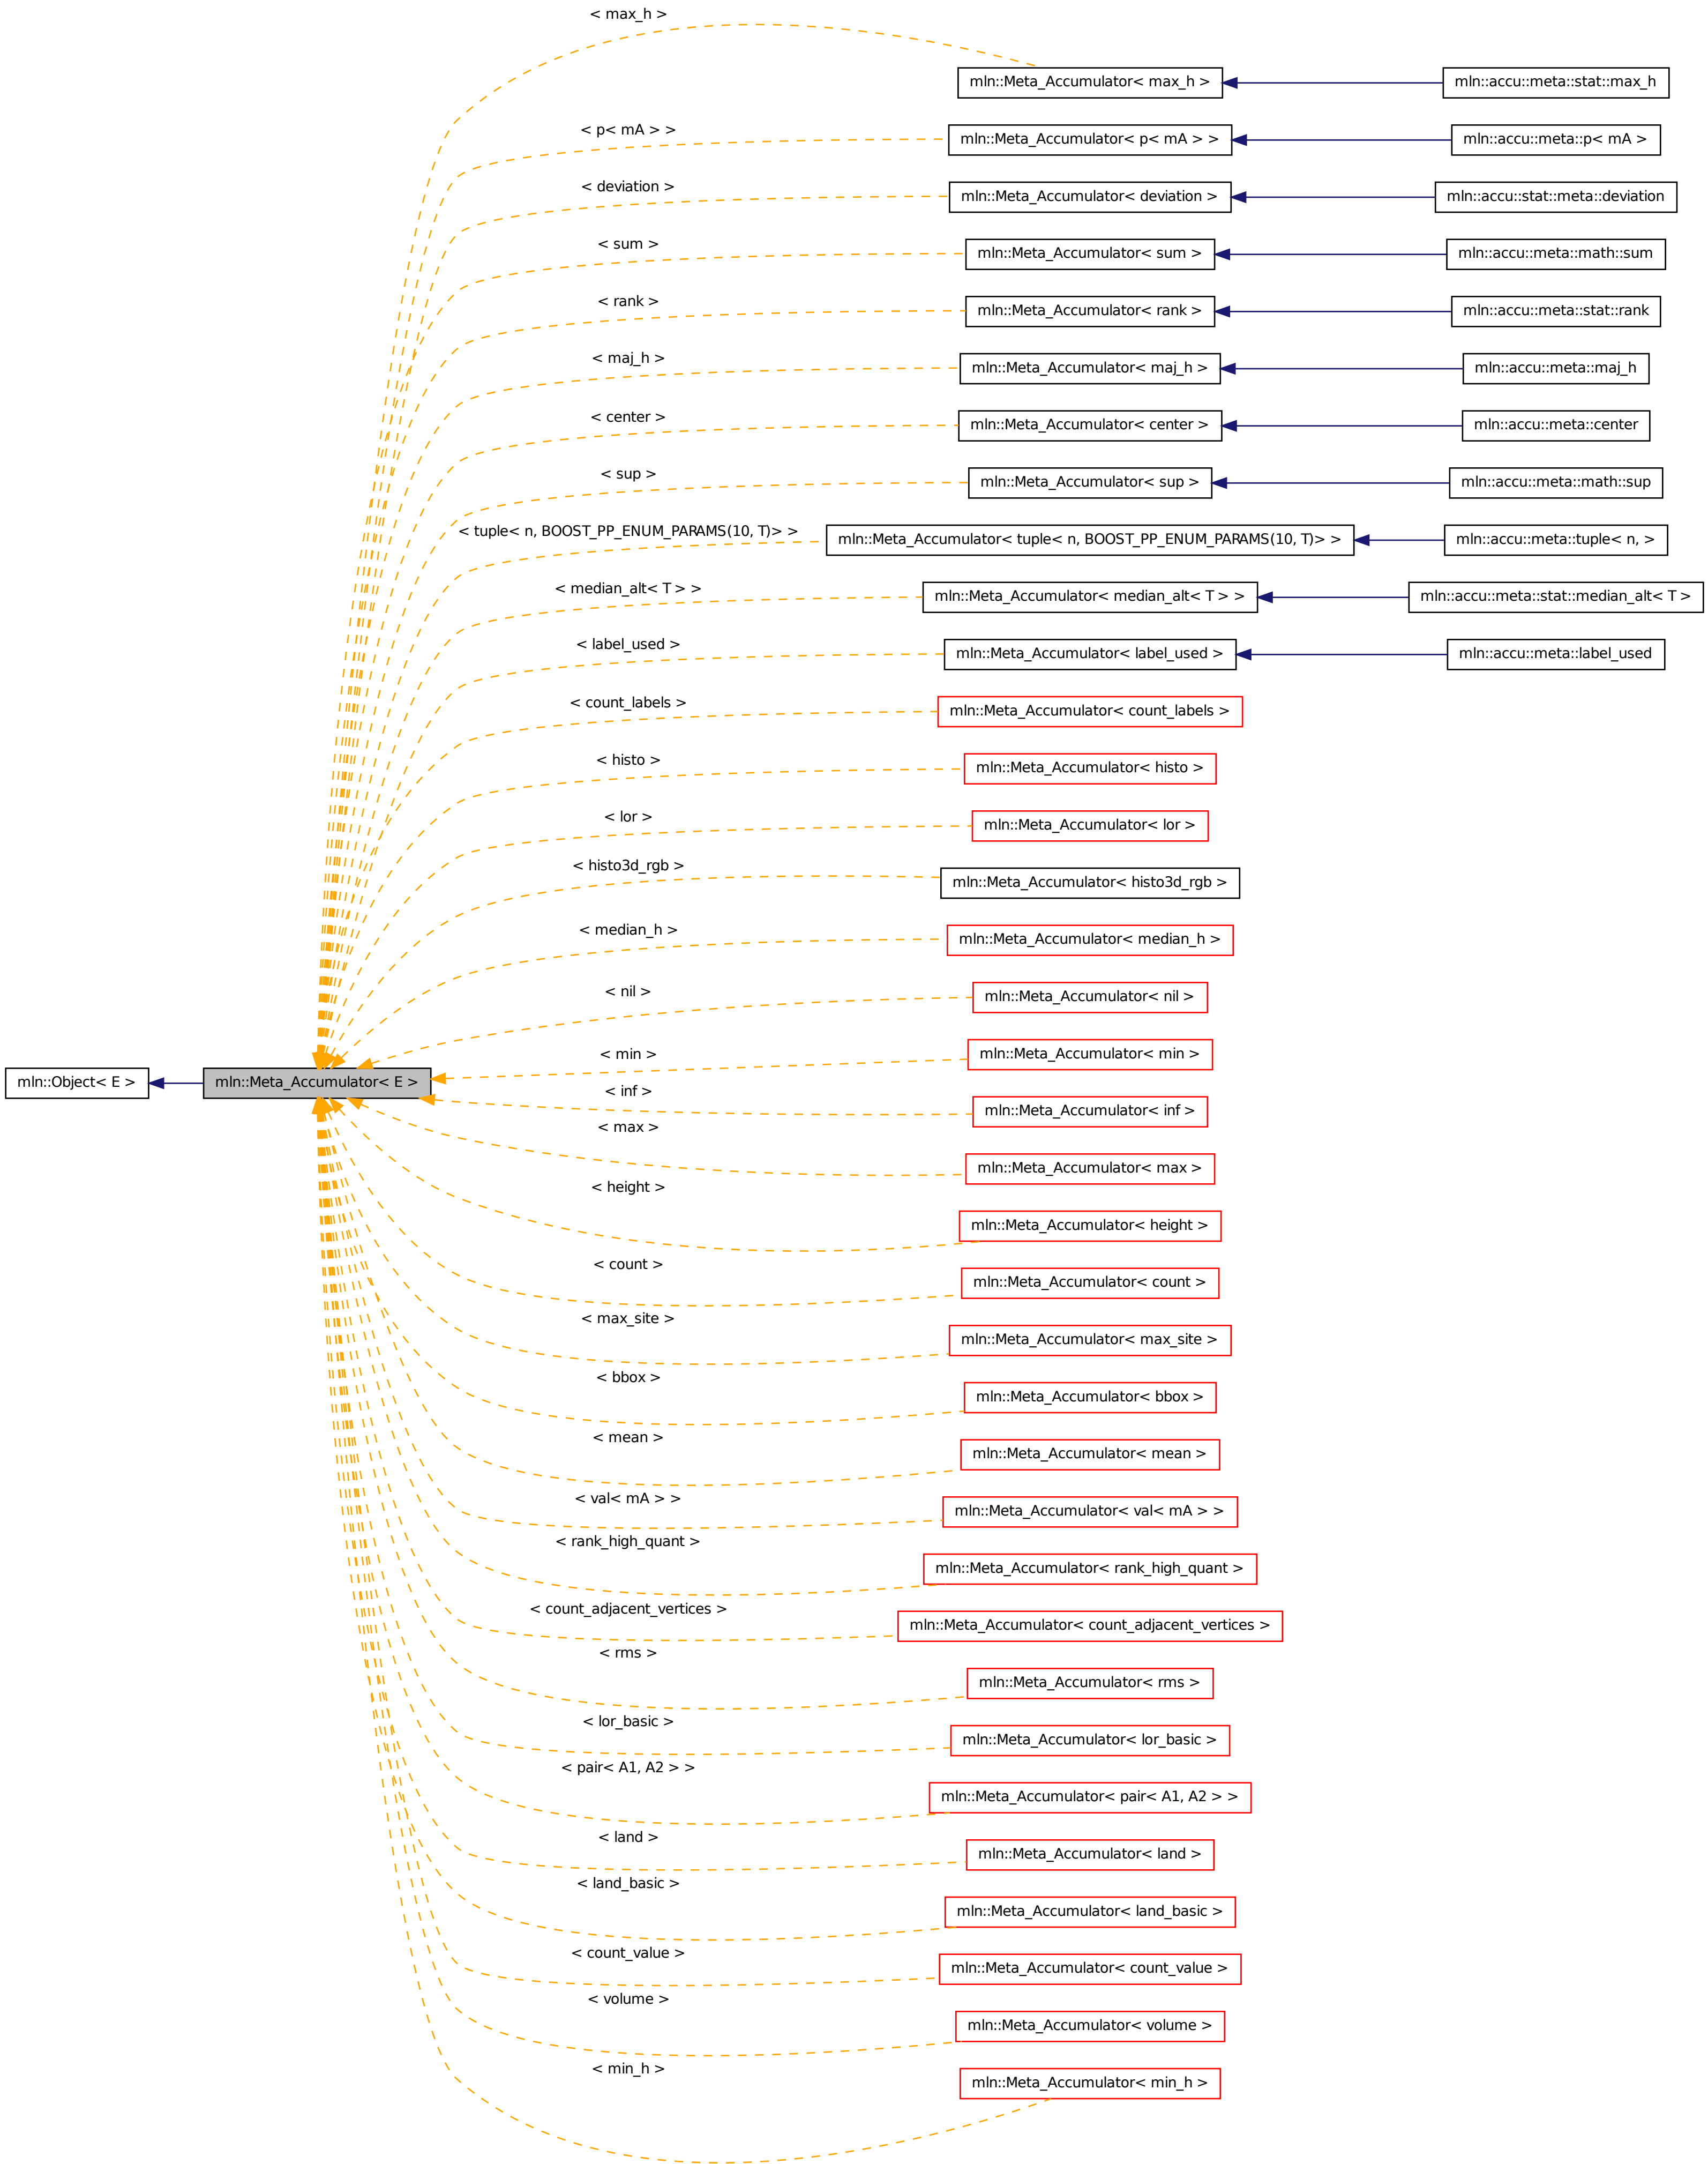 < max_h >
mln::Meta_Accumulator< max_h >
mln::accu::meta::stat::max_h
< p< mA > >
mln::Meta_Accumulator< p< mA > >
mln::accu::meta::p< mA >
< deviation >
mln::Meta_Accumulator< deviation >
mln::accu::stat::meta::deviation
< sum >
mln::Meta_Accumulator< sum >
mln::accu::meta::math::sum
< rank >
mln::Meta_Accumulator< rank >
mln::accu::meta::stat::rank
< maj_h >
mln::Meta_Accumulator< maj_h >
mln::accu::meta::maj_h
< center >
mln::Meta_Accumulator< center >
mln::accu::meta::center
< sup >
mln::Meta_Accumulator< sup >
mln::accu::meta::math::sup
< tuple< n, BOOST_PP_ENUM_PARAMS(10, T)> >
mln::Meta_Accumulator< tuple< n, BOOST_PP_ENUM_PARAMS(10, T)> >
mln::accu::meta::tuple< n, >
< median_alt< T > >
mln::Meta_Accumulator< median_alt< T > >
mln::accu::meta::stat::median_alt< T >
< label_used >
mln::Meta_Accumulator< label_used >
mln::accu::meta::label_used
< count_labels >
mln::Meta_Accumulator< count_labels >
< histo >
mln::Meta_Accumulator< histo >
< lor >
mln::Meta_Accumulator< lor >
< histo3d_rgb >
mln::Meta_Accumulator< histo3d_rgb >
< median_h >
mln::Meta_Accumulator< median_h >
< nil >
mln::Meta_Accumulator< nil >
< min >
mln::Meta_Accumulator< min >
mln::Object< E >
mln::Meta_Accumulator< E >
< inf >
mln::Meta_Accumulator< inf >
< max >
mln::Meta_Accumulator< max >
< height >
mln::Meta_Accumulator< height >
< count >
mln::Meta_Accumulator< count >
< max_site >
mln::Meta_Accumulator< max_site >
< bbox >
mln::Meta_Accumulator< bbox >
< mean >
mln::Meta_Accumulator< mean >
< val< mA > >
mln::Meta_Accumulator< val< mA > >
< rank_high_quant >
mln::Meta_Accumulator< rank_high_quant >
< count_adjacent_vertices >
mln::Meta_Accumulator< count_adjacent_vertices >
< rms >
mln::Meta_Accumulator< rms >
< lor_basic >
mln::Meta_Accumulator< lor_basic >
< pair< A1, A2 > >
mln::Meta_Accumulator< pair< A1, A2 > >
< land >
mln::Meta_Accumulator< land >
< land_basic >
mln::Meta_Accumulator< land_basic >
< count_value >
mln::Meta_Accumulator< count_value >
< volume >
mln::Meta_Accumulator< volume >
< min_h >
mln::Meta_Accumulator< min_h >